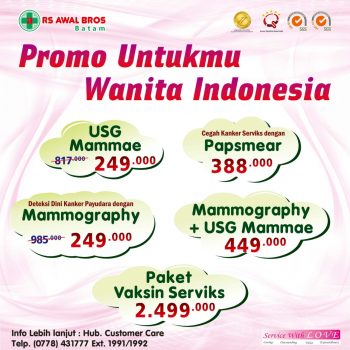 RS AWAL BROS
Batam
Promo Untukmu
Wanita Indonesia
USG
Mammae
817.000 249.000
Cegah Kanker Serviks dengan
Papsmear
388.000
Deteksi Dini Kanker Payudara dengan
Mammography
985.000 249.000
Mammography
+ USG Mammae
449.000
Paket
Vaksin Serviks
2.499.000
Info Lebih lanjut : Hub. Customer Care
Telp. (0778) 431777 Ext. 1991/1992
Service With LOVE
SGS SGS